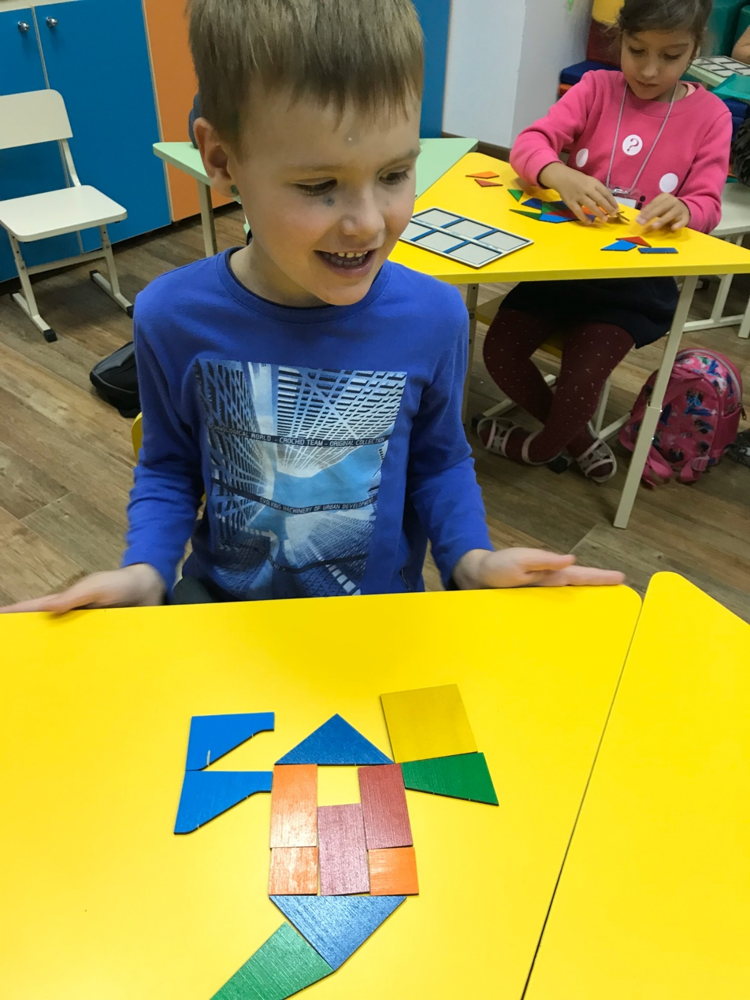 ?
TECHNOLOGICAL WORLD - CROCHID TEAM - ORIGINAL COLLECTION
EVOLVING MACHINERY OF URBAN DEVELOPMENT